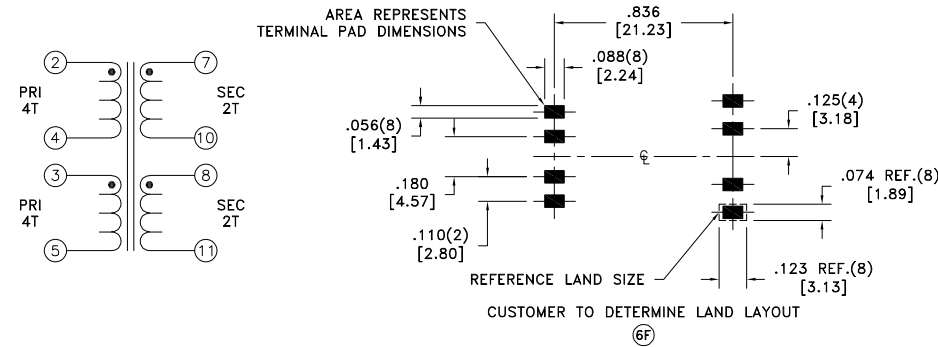 2
7
PRI
4T
SEC
2T
4
10
3
8
PRI
4T
SEC
2T
5
11
AREA REPRESENTS
TERMINAL PAD DIMENSIONS
.836
[21.23]
.088(8)
[2.24]
.056(8)
[1.43]
.125(4)
[3.18]
℄
.180
[4.57]
.074 REF.(8)
[1.89]
.110(2)
[2.80]
REFERENCE LAND SIZE
.123 REF.(8)
[3.13]
CUSTOMER TO DETERMINE LAND LAYOUT
6F